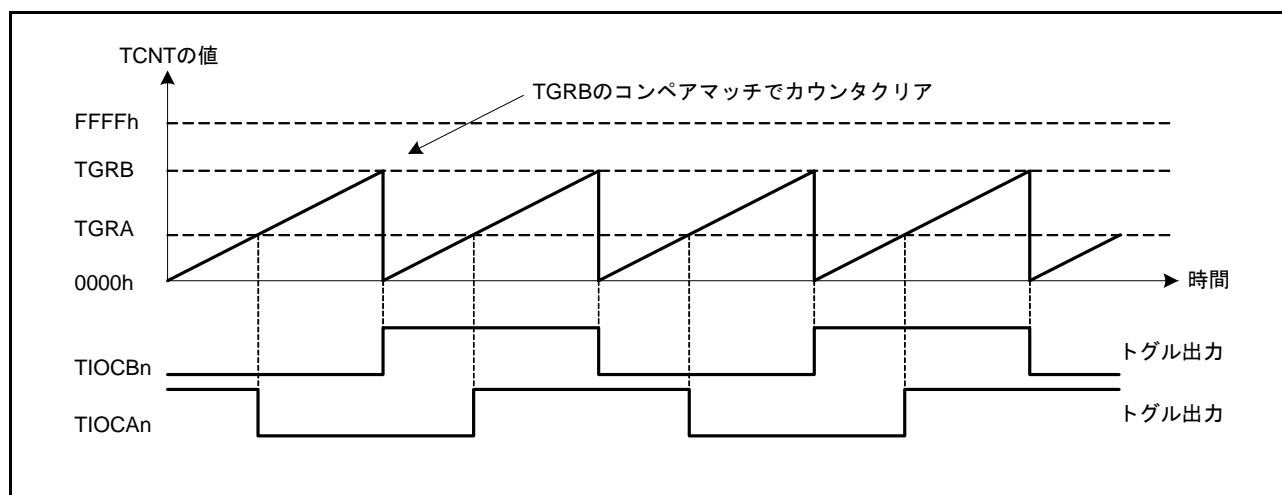 TCNTの値
TGRBのコンペアマッチでカウンタクリア
FFFFh
TGRB
TGRA
0000h
時間
TIOCBn
トグル出力
TIOCAn
トグル出力